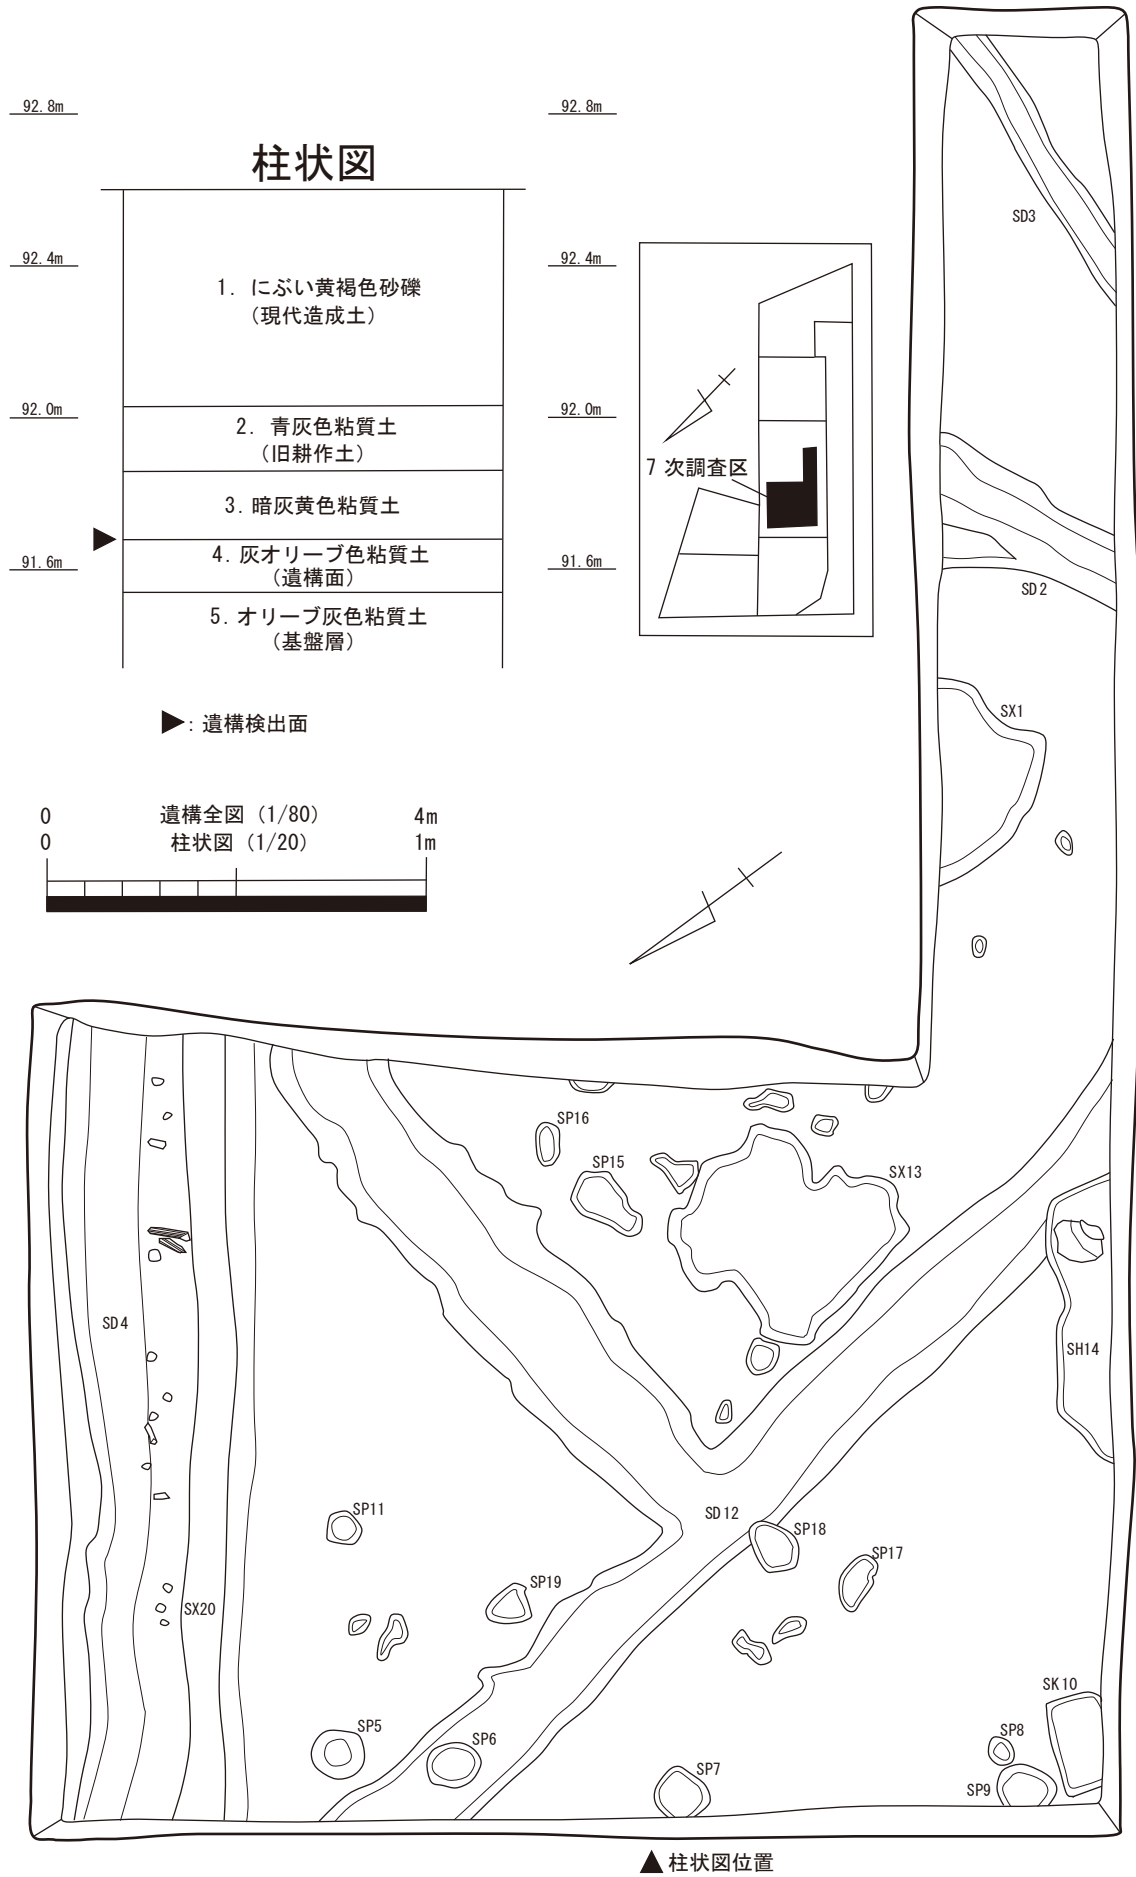 92.8m
92.8m
柱状図
92.4m
92.4m
1. にぶい黄褐色砂礫
（現代造成土）
92.0m
92.0m
2. 青灰色粘質土
（旧耕作土）
3. 暗灰黄色粘質土
91.6m
91.6m
4. 灰オリーブ色粘質土
（遺構面）
5. オリーブ灰色粘質土
（基盤層）
▶: 遺構検出面
7 次調査区
0 遺構全図（1/80） 4m
0 柱状図（1/20） 1m
SD3
SD2
SX1
SP16
SP15
SX13
SD4
SH14
SP11
SD12
SP18
SP17
SP19
SX20
SK10
SP5
SP6
SP8
SP7
SP9
▲ 柱状図位置